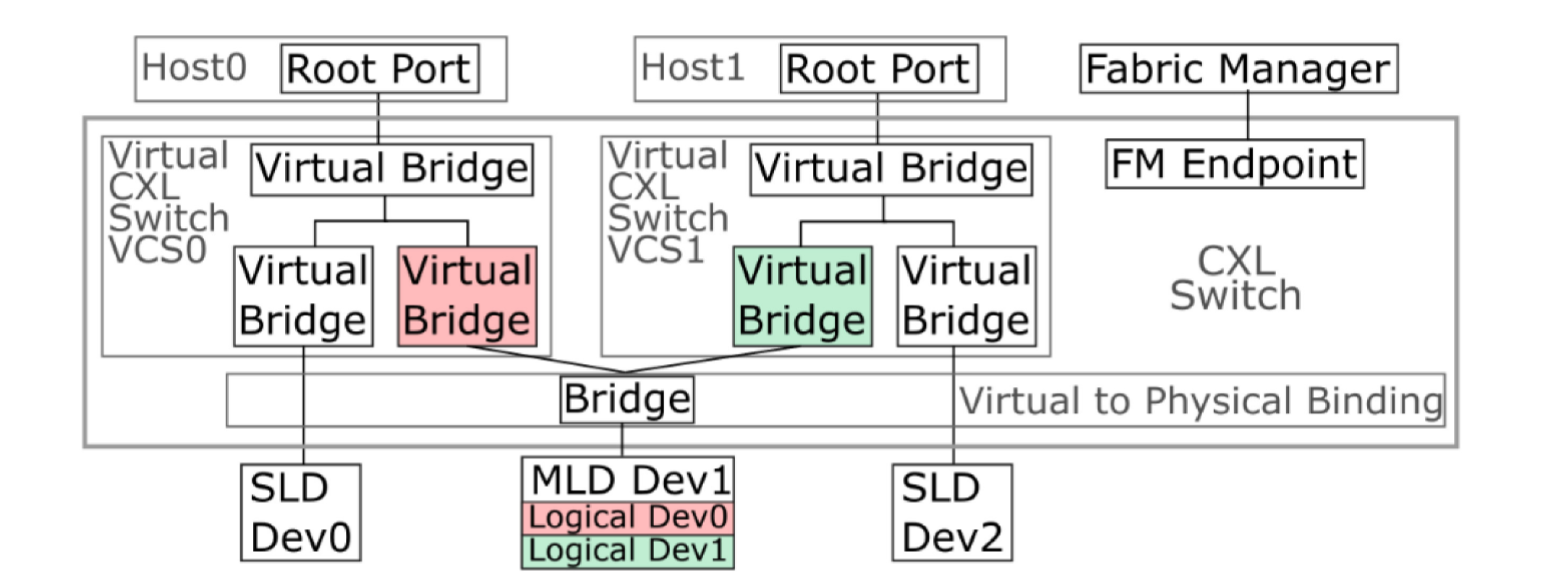 Host0
Root Port
Host1
Root Port
Fabric Manager
Virtual
CXL
Switch
VCS0
Virtual Bridge
Virtual
Bridge
Virtual
Bridge
Virtual
CXL
Switch
VCS1
Virtual Bridge
Virtual
Bridge
Virtual
Bridge
FM Endpoint
CXL
Switch
Bridge
Virtual to Physical Binding
SLD
Dev0
MLD Dev1
Logical Dev0
Logical Dev1
SLD
Dev2